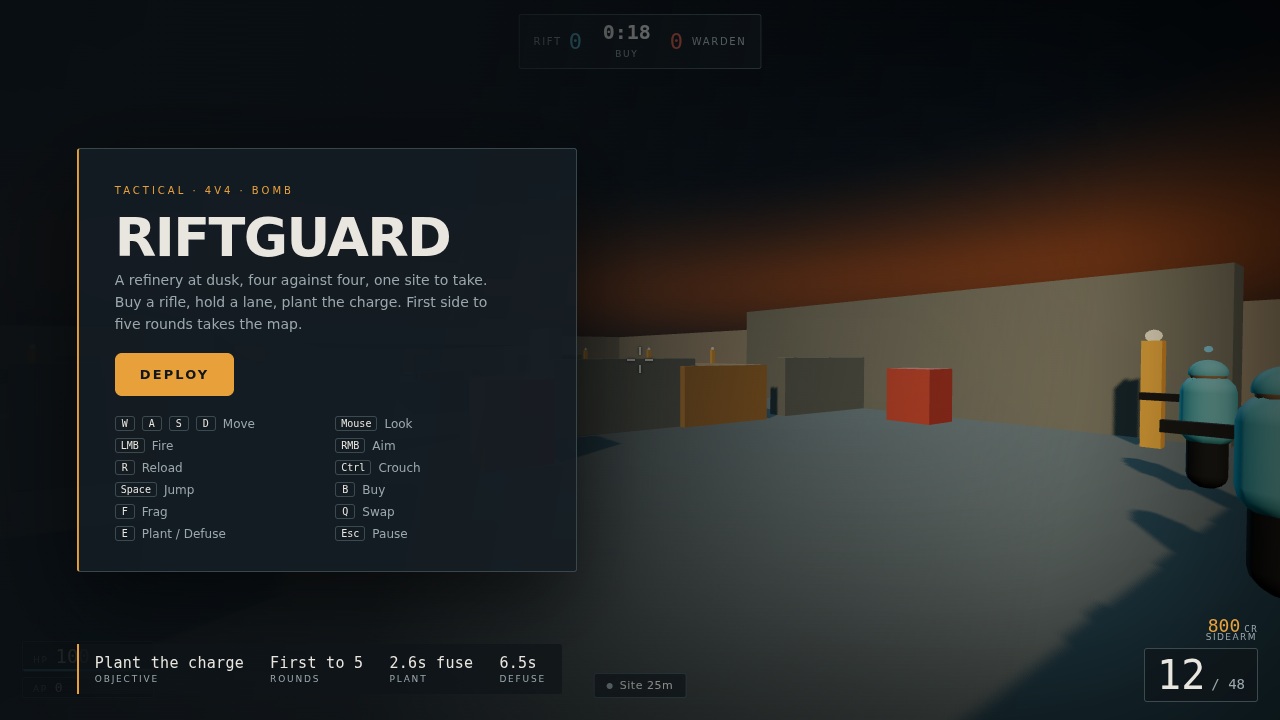 RIFT 0 0:18 0 WARDEN
BUY
TACTICAL · 4V4 · BOMB
RIFTGUARD
A refinery at dusk, four against four, one site to take.
Buy a rifle, hold a lane, plant the charge. First side to
five rounds takes the map.
DEPLOY
W A S D Move
Mouse Look
LMB Fire
RMB Aim
R Reload
Ctrl Crouch
Space Jump
B Buy
F Frag
Q Swap
E Plant / Defuse
Esc Pause
800 CR
SIDEARM
12 / 48
Plant the charge
OBJECTIVE
First to 5
ROUNDS
2.6s fuse
PLANT
6.5s
DEFUSE
Site 25m